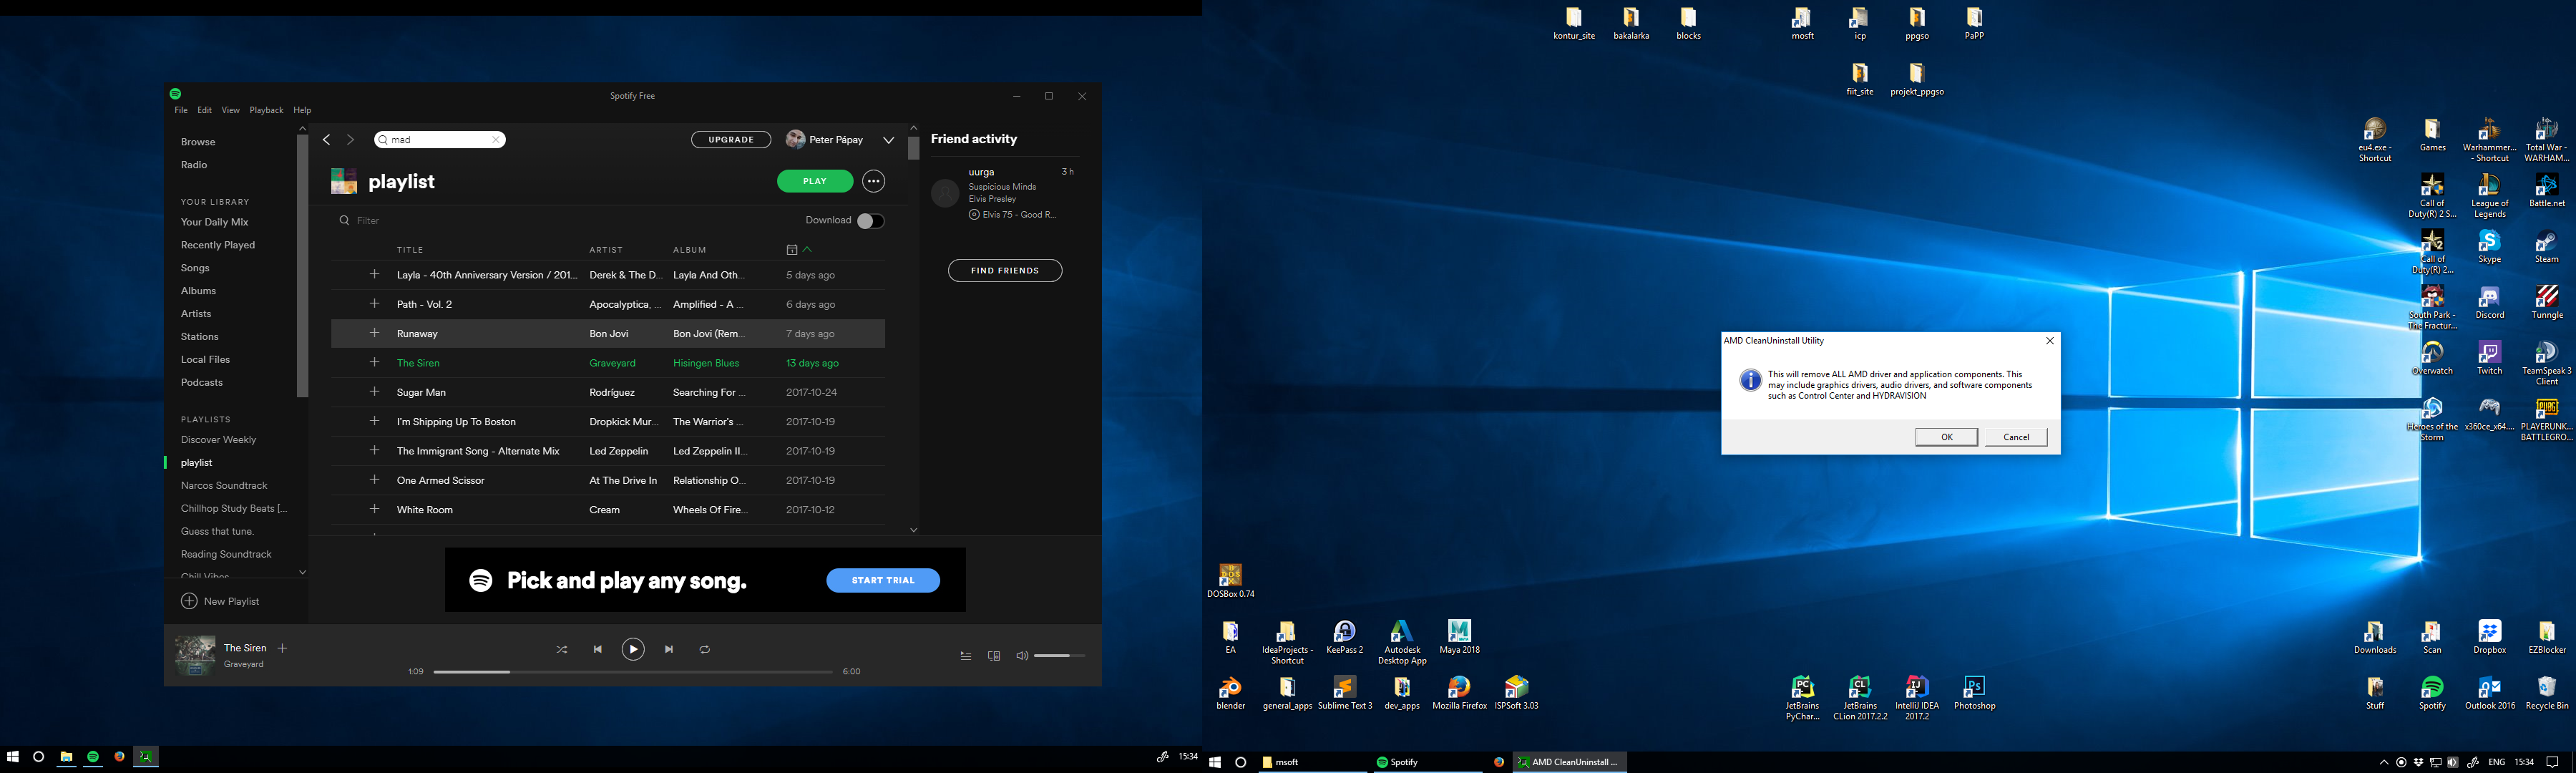 Spotify Free
File Edit View Playback Help
mad
UPGRADE
Peter Pápay
Browse
Radio
YOUR LIBRARY
Your Daily Mix
Recently Played
Songs
Albums
Artists
Stations
Local Files
Podcasts
PLAYLISTS
Discover Weekly
playlist
Narcos Soundtrack
Chillhop Study Beats [...
Guess that tune.
Reading Soundtrack
Chill Vibes
New Playlist
playlist
PLAY
Filter
Download
TITLE ARTIST ALBUM
Layla - 40th Anniversary Version / 201... Derek & The D... Layla And Oth... 5 days ago
Path - Vol. 2 Apocalyptica, ... Amplified - A ... 6 days ago
Runaway Bon Jovi Bon Jovi (Rem... 7 days ago
The Siren Graveyard Hisingen Blues 13 days ago
Sugar Man Rodríguez Searching For ... 2017-10-24
I'm Shipping Up To Boston Dropkick Mur... The Warrior's ... 2017-10-19
The Immigrant Song - Alternate Mix Led Zeppelin Led Zeppelin II... 2017-10-19
One Armed Scissor At The Drive In Relationship O... 2017-10-19
White Room Cream Wheels Of Fire... 2017-10-12
Friend activity
uurga 3 h
Suspicious Minds
Elvis Presley
Elvis 75 - Good R...
FIND FRIENDS
Pick and play any song.
START TRIAL
The Siren
Graveyard
1:09
6:00
15:34
kontur_site
bakalarka
blocks
mosft
icp
ppgso
PaPP
fiit_site
projekt_ppgso
eu4.exe -
Shortcut
Games
Warhammer...
- Shortcut
Total War -
WARHAM...
Call of
Duty(R) 2 S...
League of
Legends
Battle.net
Call of
Duty(R) 2...
Skype
Steam
South Park -
The Fractur...
Discord
Tunngle
Overwatch
Twitch
TeamSpeak 3
Client
Heroes of the
Storm
x360ce_x64....
PLAYERUNK...
BATTLEGRO...
AMD CleanUninstall Utility
This will remove ALL AMD driver and application components. This
may include graphics drivers, audio drivers, and software components
such as Control Center and HYDRAVISION
OK
Cancel
DOSBox 0.74
EA
IdeaProjects -
Shortcut
KeePass 2
Autodesk
Desktop App
Maya 2018
blender
general_apps
Sublime Text 3
dev_apps
Mozilla Firefox
ISPSoft 3.03
JetBrains
PyChar...
JetBrains
CLion 2017.2.2
IntelliJ IDEA
2017.2
Photoshop
Downloads
Scan
Dropbox
EZBlocker
Stuff
Spotify
Outlook 2016
Recycle Bin
msoft
Spotify
AMD CleanUninstall ...
ENG
15:34